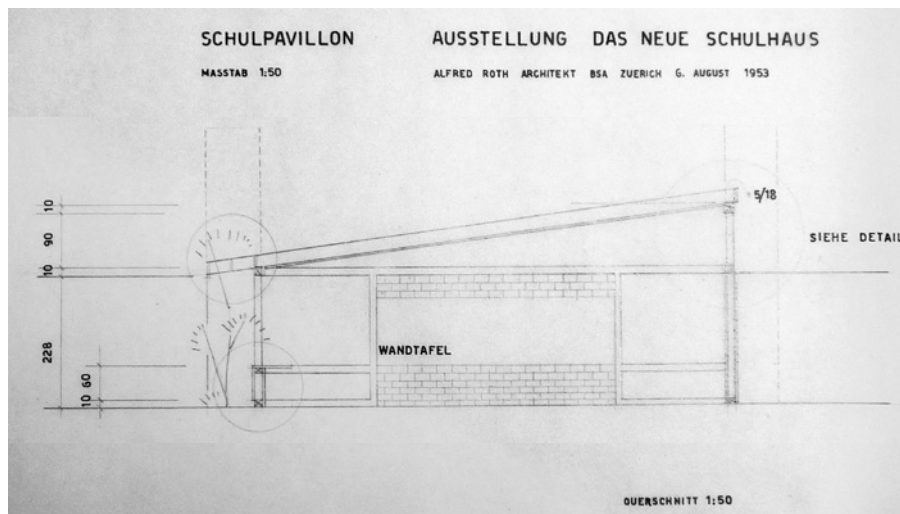 SCHULPAVILLON
AUSSTELLUNG DAS NEUE SCHULHAUS
MASSTAB 1:50
ALFRED ROTH ARCHITEKT BSA ZUERICH 6. AUGUST 1953
5/18
SIEHE DETAIL
10
90
10
228
60
10
WANDTAFEL
QUERSCHNITT 1:50